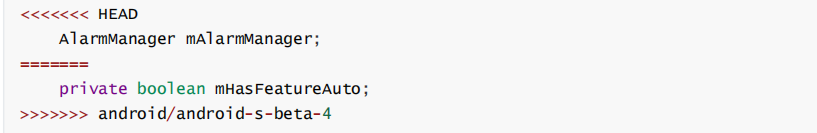 <<<<<<< HEAD
    AlarmManager mAlarmManager;
=======
    private boolean mHasFeatureAuto;
>>>>>>> android/android-s-beta-4